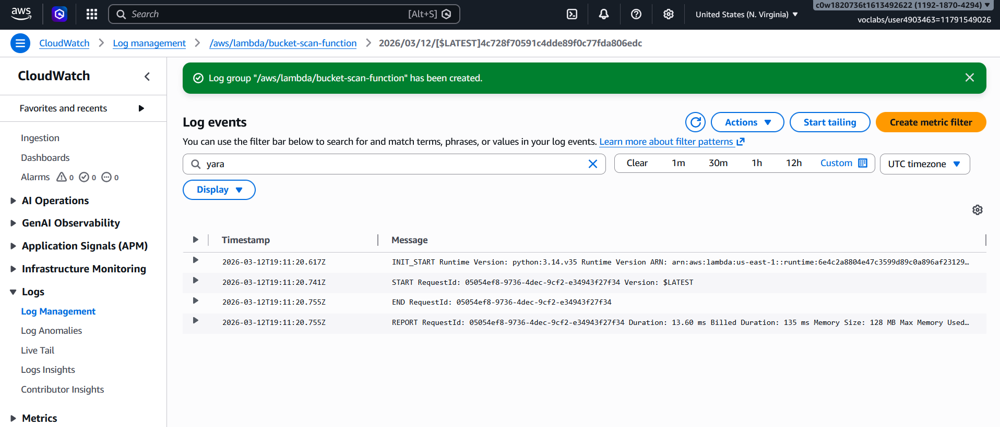 aws
Search [Alt+S]
United States (N. Virginia)
c0w1820736t1613492622 (1192-1870-4294)
voclabs/user4903463=11791549026
CloudWatch
Log management
/aws/lambda/bucket-scan-function
2026/03/12/[$LATEST]4c728f70591c4dde89f0c77fda806edc
CloudWatch
Favorites and recents
Ingestion
Dashboards
Alarms 0 0 0
AI Operations
GenAI Observability
Application Signals (APM)
Infrastructure Monitoring
Logs
Log Management
Log Anomalies
Live Tail
Logs Insights
Contributor Insights
Metrics
Log group "/aws/lambda/bucket-scan-function" has been created.
Log events
Actions
Start tailing
Create metric filter
You can use the filter bar below to search for and match terms, phrases, or values in your log events. Learn more about filter patterns
yara
Clear 1m 30m 1h 12h Custom
UTC timezone
Display
Timestamp Message
2026-03-12T19:11:20.617Z INIT_START Runtime Version: python:3.14.v35 Runtime Version ARN: arn:aws:lambda:us-east-1::runtime:6e4c2a8804e47c3599d89c0a896af23129…
2026-03-12T19:11:20.741Z START RequestId: 05054ef8-9736-4dec-9cf2-e34943f27f34 Version: $LATEST
2026-03-12T19:11:20.755Z END RequestId: 05054ef8-9736-4dec-9cf2-e34943f27f34
2026-03-12T19:11:20.755Z REPORT RequestId: 05054ef8-9736-4dec-9cf2-e34943f27f34 Duration: 13.60 ms Billed Duration: 135 ms Memory Size: 128 MB Max Memory Used…